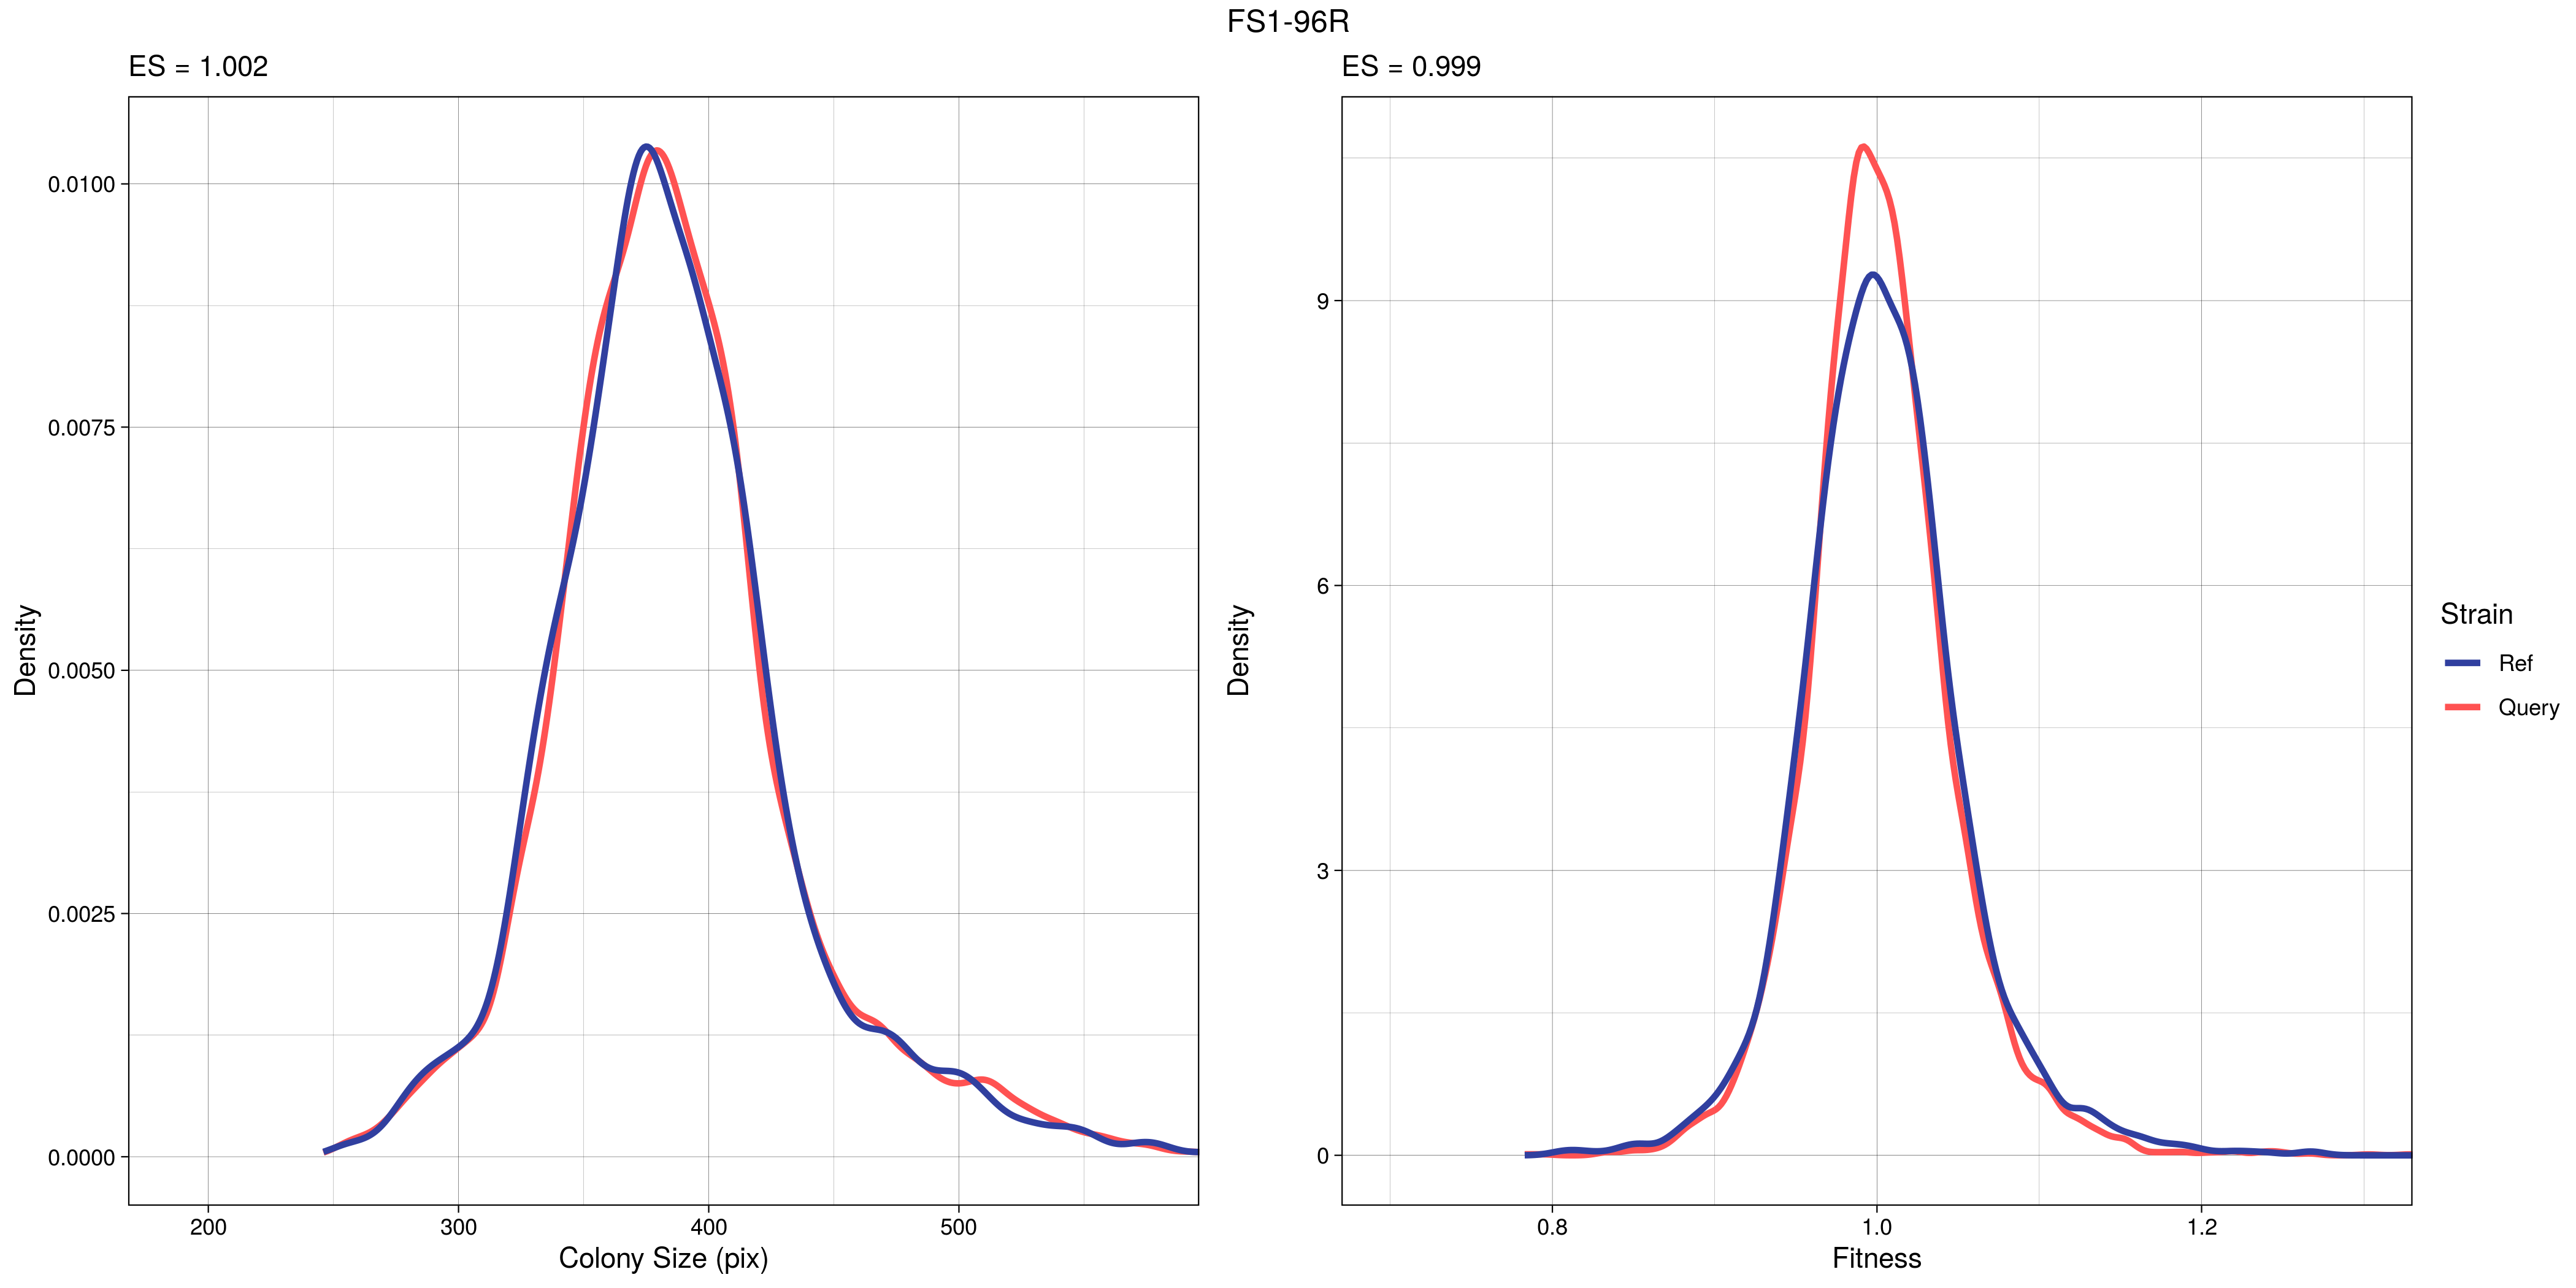 FS1-96R
ES = 1.002
Density
0.0100
0.0075
0.0050
0.0025
0.0000
200 300 400 500
Colony Size (pix)
ES = 0.999
Density
9
6
3
0
0.8 1.0 1.2
Fitness
Strain
Ref
Query